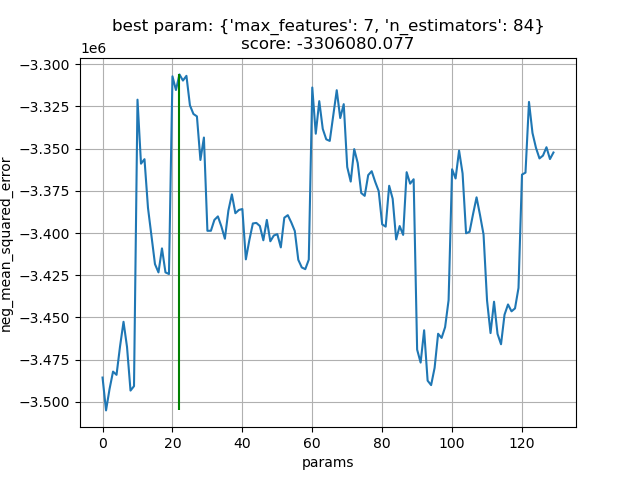 best param: {'max_features': 7, 'n_estimators': 84}
score: -3306080.077
1e6
−3.300
−3.325
−3.350
−3.375
−3.400
−3.425
−3.450
−3.475
−3.500
neg_mean_squared_error
0 20 40 60 80 100 120
params